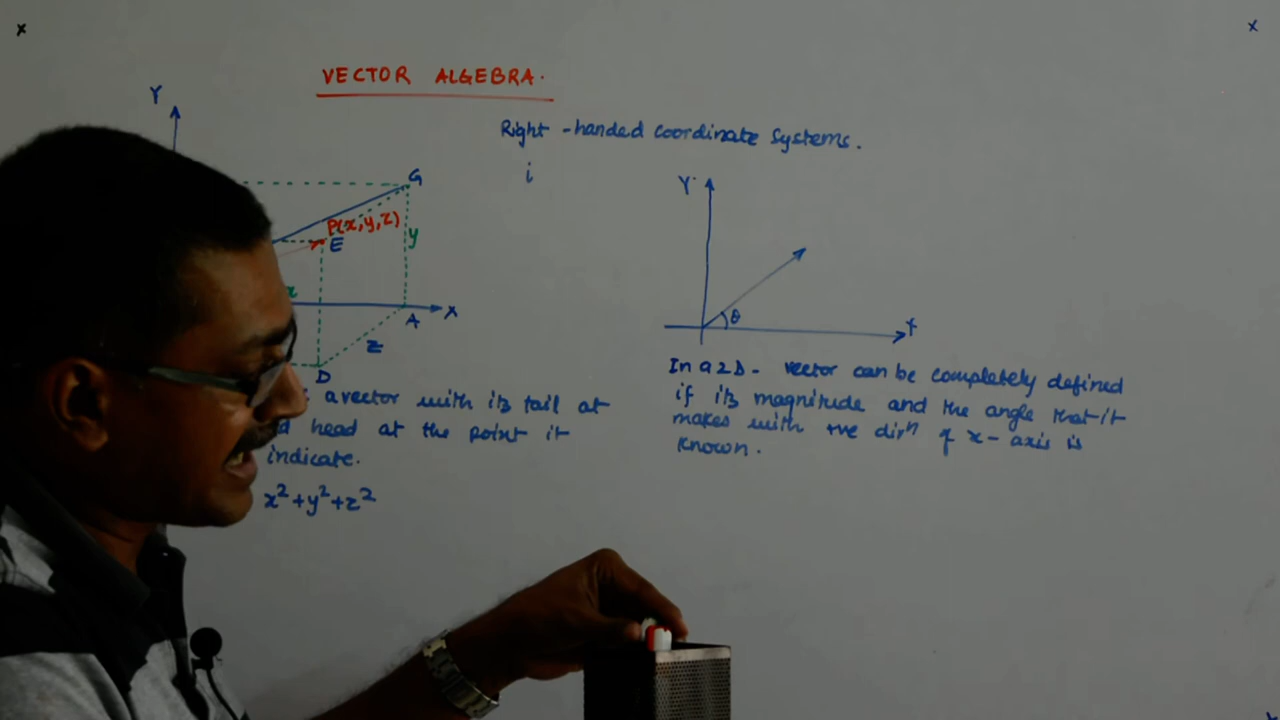 x
x
VECTOR ALGEBRA.
Right-handed coordinate systems.
i
Y
G
P(x,y,z)
E
y
x
A
X
z
D
a vector with its tail at
head at the point it
indicate.
x²+y²+z²
Y
θ
X
In a 2D - vector can be completely defined
if its magnitude and the angle that it
makes with +ve dirⁿ of x-axis is
known.